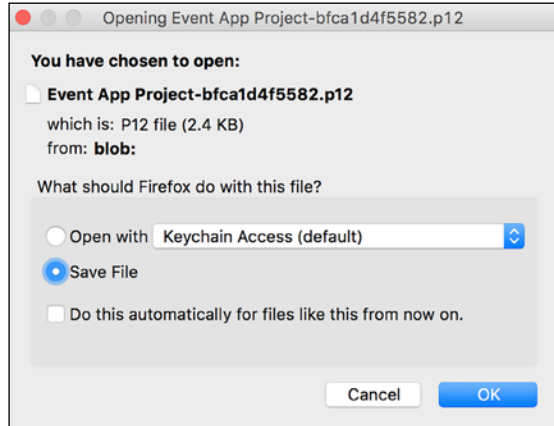 Opening Event App Project-bfca1d4f5582.p12
You have chosen to open:
Event App Project-bfca1d4f5582.p12
which is: P12 file (2.4 KB)
from: blob:
What should Firefox do with this file?
Open with Keychain Access (default)
Save File
Do this automatically for files like this from now on.
Cancel OK